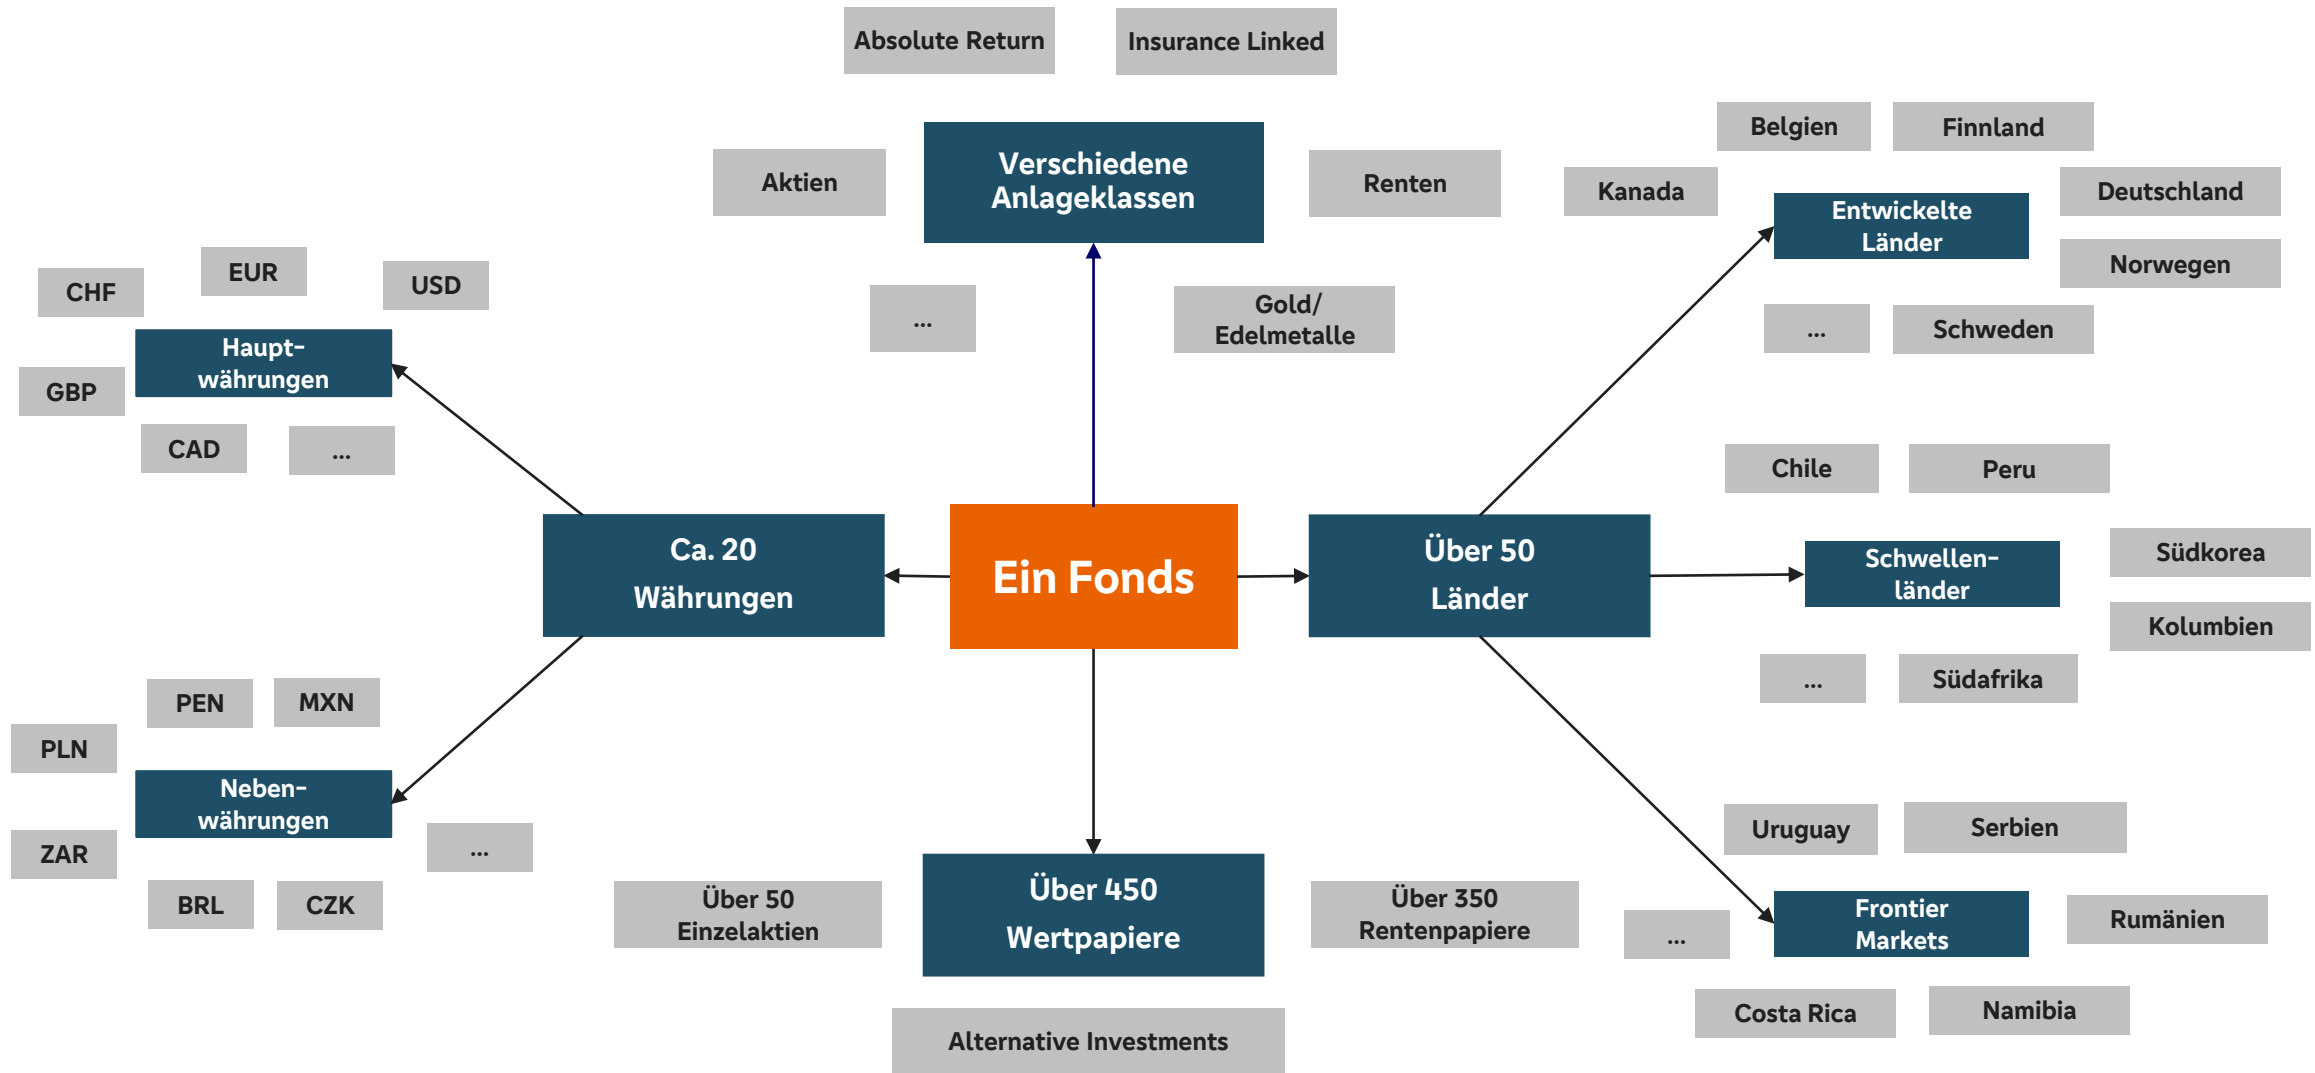 Absolute Return
Insurance Linked
Verschiedene
Anlageklassen
Aktien
Renten
...
Gold/
Edelmetalle
Belgien
Finnland
Kanada
Entwickelte
Länder
Deutschland
Norwegen
...
Schweden
CHF
EUR
USD
Haupt-
währungen
GBP
CAD
...
Ca. 20
Währungen
Ein Fonds
Über 50
Länder
Chile
Peru
Schwellen-
länder
Südkorea
Kolumbien
...
Südafrika
PEN
MXN
PLN
Neben-
währungen
ZAR
...
BRL
CZK
Über 50
Einzelaktien
Über 450
Wertpapiere
Über 350
Rentenpapiere
Alternative Investments
Uruguay
Serbien
Frontier
Markets
Rumänien
...
Costa Rica
Namibia